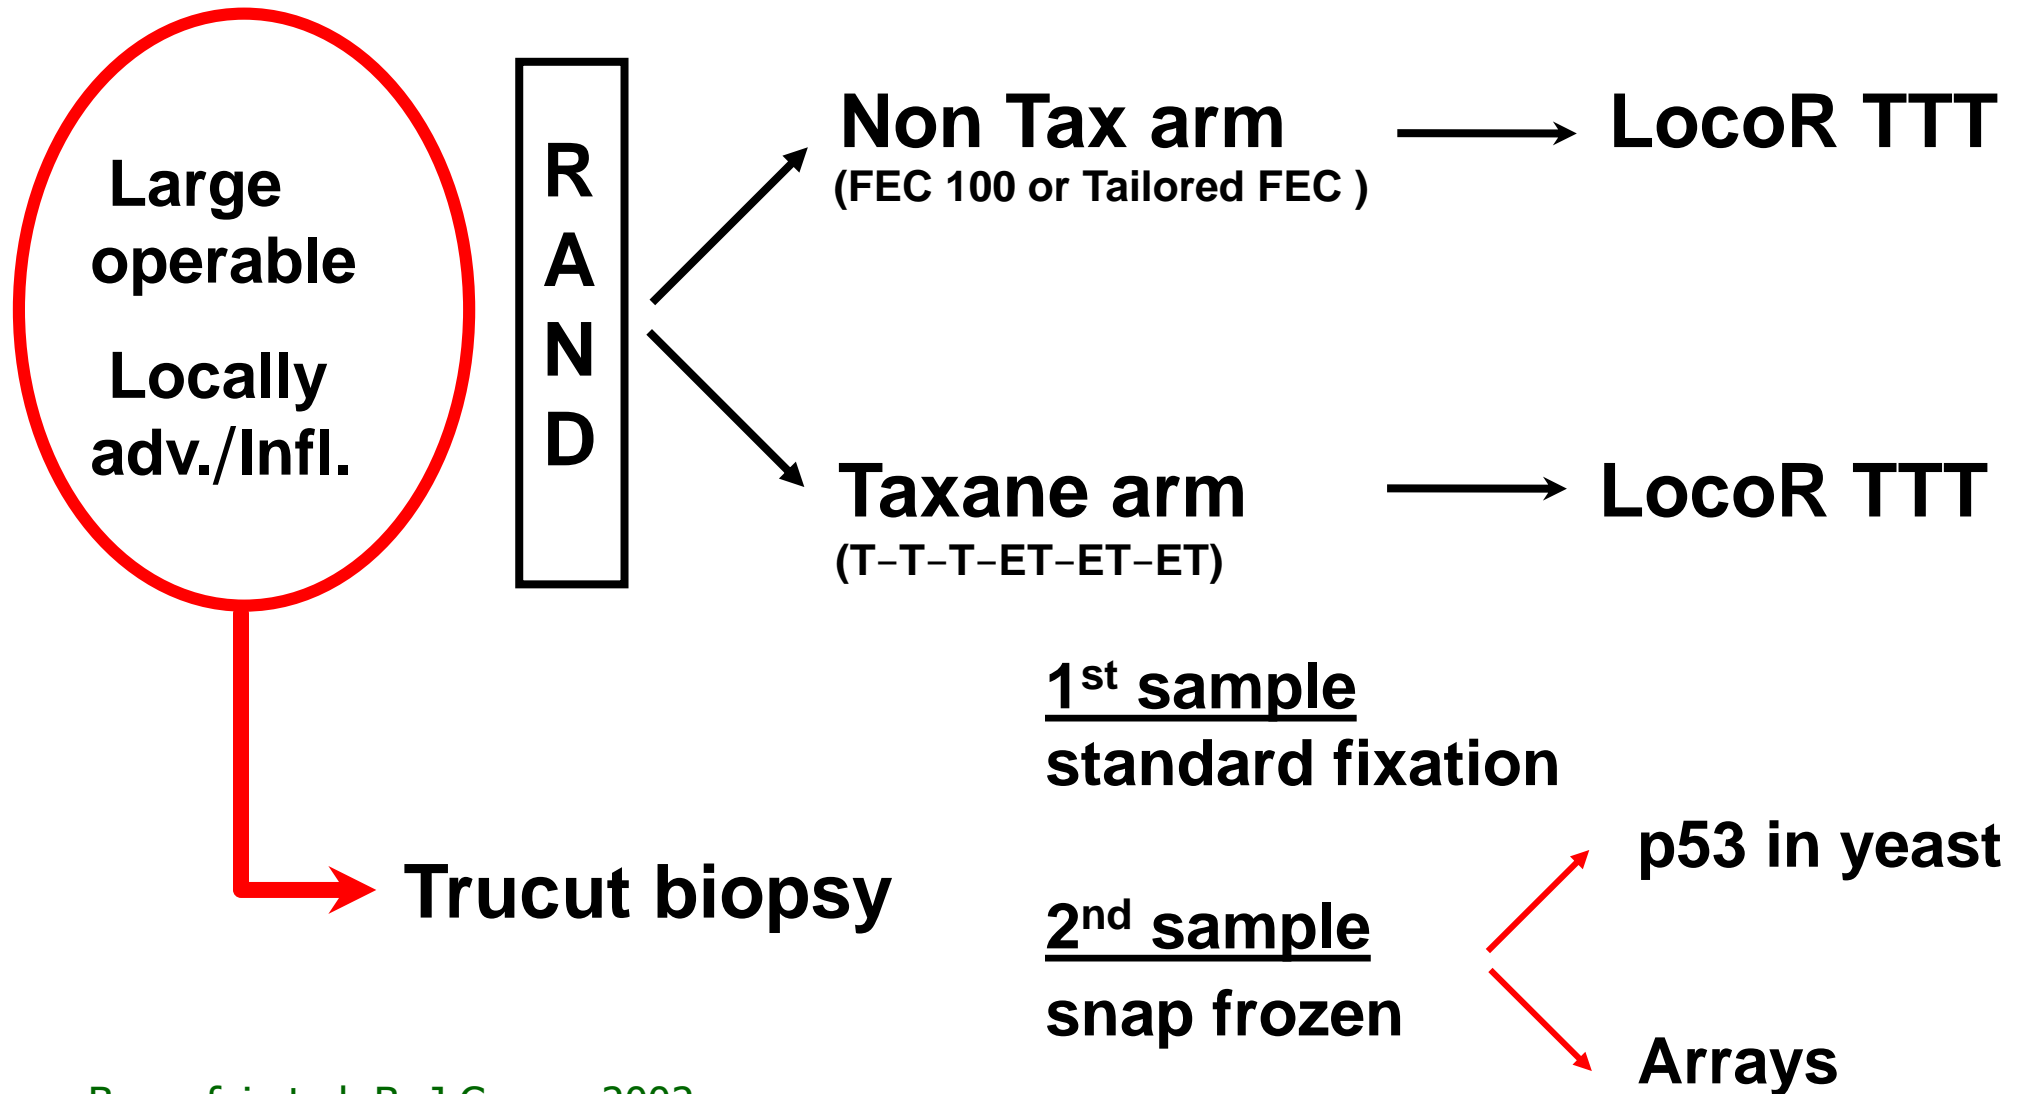 Large
operable
Locally
adv./Infl.
R
A
N
D
Non Tax arm
(FEC 100 or Tailored FEC )
LocoR TTT
Taxane arm
(T–T–T–ET–ET–ET)
LocoR TTT
Trucut biopsy
1st sample
standard fixation
2nd sample
snap frozen
p53 in yeast
Arrays